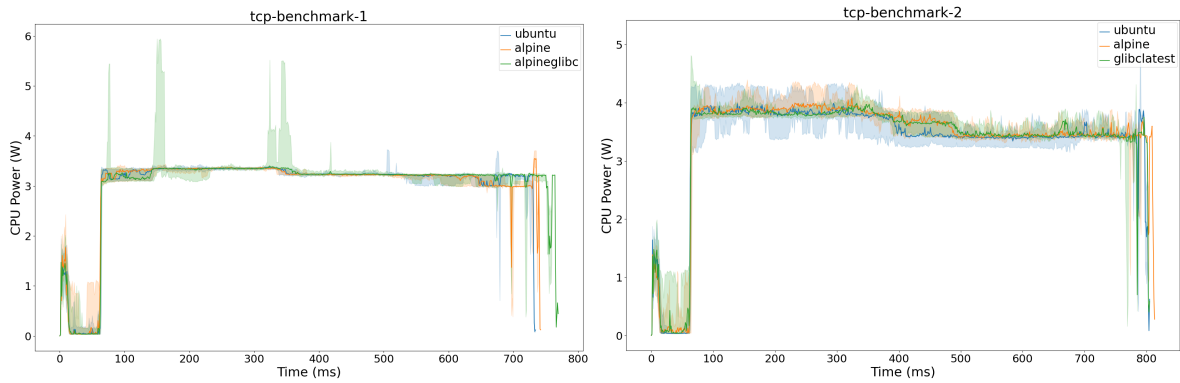 tcp-benchmark-1
6
5
4
3
2
1
0
CPU Power (W)
ubuntu
alpine
alpineglibc
0 100 200 300 400 500 600 700 800
Time (ms)
tcp-benchmark-2
5
4
3
2
1
0
CPU Power (W)
ubuntu
alpine
glibclatest
0 100 200 300 400 500 600 700 800
Time (ms)